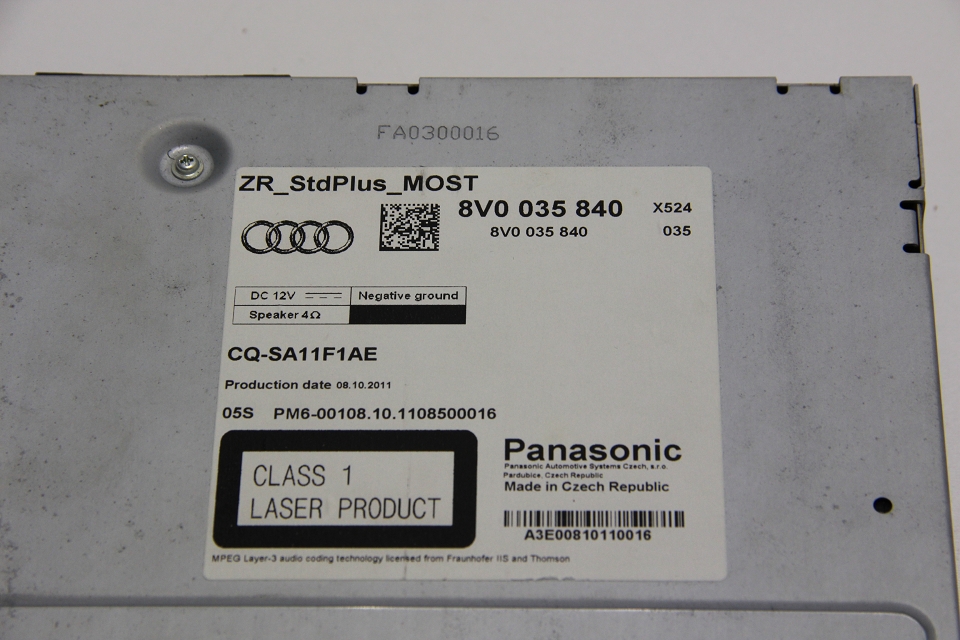 FA0300016
ZR_StdPlus_MOST
8V0 035 840 X524
8V0 035 840 035
DC 12V Negative ground
Speaker 4Ω
CQ-SA11F1AE
Production date 08.10.2011
05S PM6-00108.10.1108500016
CLASS 1
LASER PRODUCT
Panasonic
Panasonic Automotive Systems Czech, s.r.o.
Pardubice, Czech Republic
Made in Czech Republic
A3E00810110016
MPEG Layer-3 audio coding technology licensed from Fraunhofer IIS and Thomson